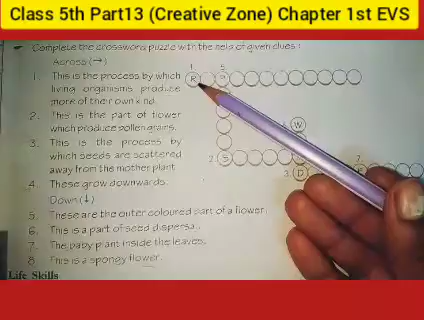 Class 5th Part13 (Creative Zone) Chapter 1st EVS
Complete the crossword puzzle with the help of given clues :
Across (→)
1. This is the process by which
living organisms produce
more of their own kind.
2. This is the part of flower
which produce pollen grains.
3. This is the process by
which seeds are scattered
away from the mother plant.
4. These grow downwards.
Down (↓)
5. These are the outer coloured part of a flower.
6. This is a part of seed dispersal.
7. The baby plant inside the leaves.
8. This is a spongy flower.
Life Skills
1. 5.
R
W
2. S
7.
3. D